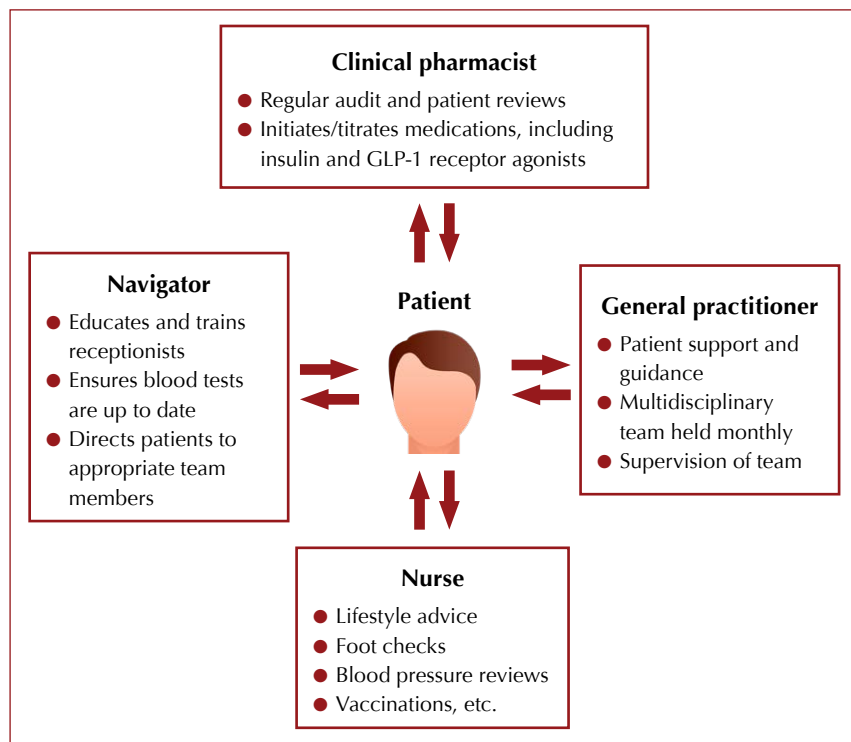 Clinical pharmacist
● Regular audit and patient reviews
● Initiates/titrates medications, including
insulin and GLP-1 receptor agonists
Navigator
● Educates and trains
receptionists
● Ensures blood tests
are up to date
● Directs patients to
appropriate team
members
Patient
General practitioner
● Patient support and
guidance
● Multidisciplinary
team held monthly
● Supervision of team
Nurse
● Lifestyle advice
● Foot checks
● Blood pressure reviews
● Vaccinations, etc.